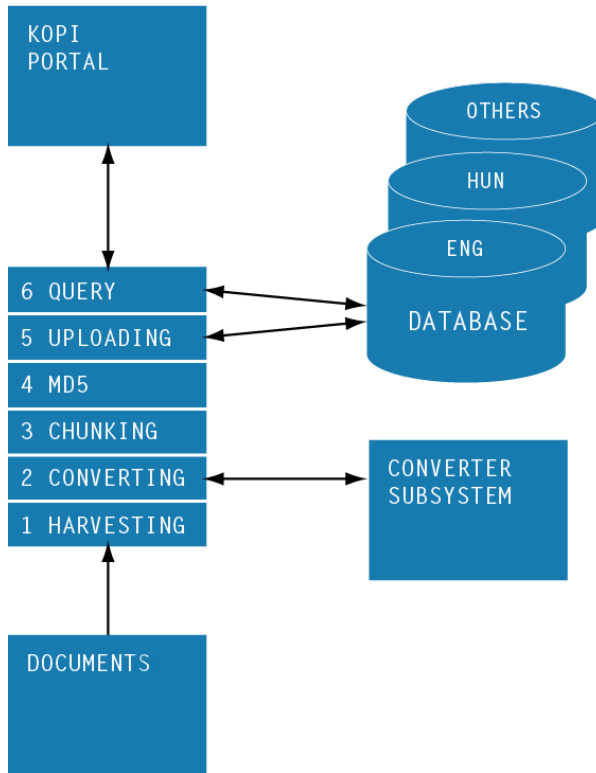 KOPI
PORTAL
OTHERS
HUN
ENG
DATABASE
6 QUERY
5 UPLOADING
4 MD5
3 CHUNKING
2 CONVERTING
1 HARVESTING
CONVERTER
SUBSYSTEM
DOCUMENTS